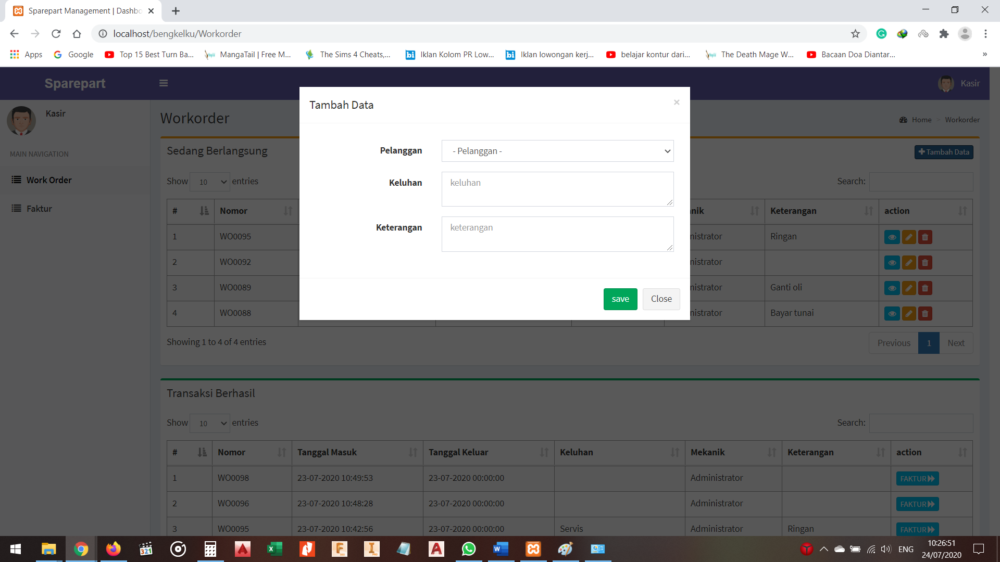 Sparepart Management | Dashbo
localhost/bengkelku/Workorder
Apps Google Top 15 Best Turn Ba... MangaTail | Free M... The Sims 4 Cheats,... Iklan Kolom PR Low... Iklan lowongan kerj... belajar kontur dari... The Death Mage W... Bacaan Doa Diantar... »
Sparepart
Kasir
Kasir
MAIN NAVIGATION
Work Order
Faktur
Workorder
Home > Workorder
Tambah Data ×
Pelanggan - Pelanggan -
Keluhan keluhan
Keterangan keterangan
save Close
Sedang Berlangsung
Tambah Data
Show 10 entries Search:
# Nomor nik Keterangan action
1 WO0095 nistrator Ringan
2 WO0092 nistrator
3 WO0089 nistrator Ganti oli
4 WO0088 nistrator Bayar tunai
Showing 1 to 4 of 4 entries
Previous 1 Next
Transaksi Berhasil
Show 10 entries Search:
# Nomor Tanggal Masuk Tanggal Keluar Keluhan Mekanik Keterangan action
1 WO0098 23-07-2020 10:49:53 23-07-2020 00:00:00 Administrator FAKTUR
2 WO0096 23-07-2020 10:48:28 23-07-2020 00:00:00 Administrator FAKTUR
3 WO0095 23-07-2020 10:42:56 23-07-2020 00:00:00 Servis Administrator Ringan FAKTUR
321
ENG
10:26:51
24/07/2020